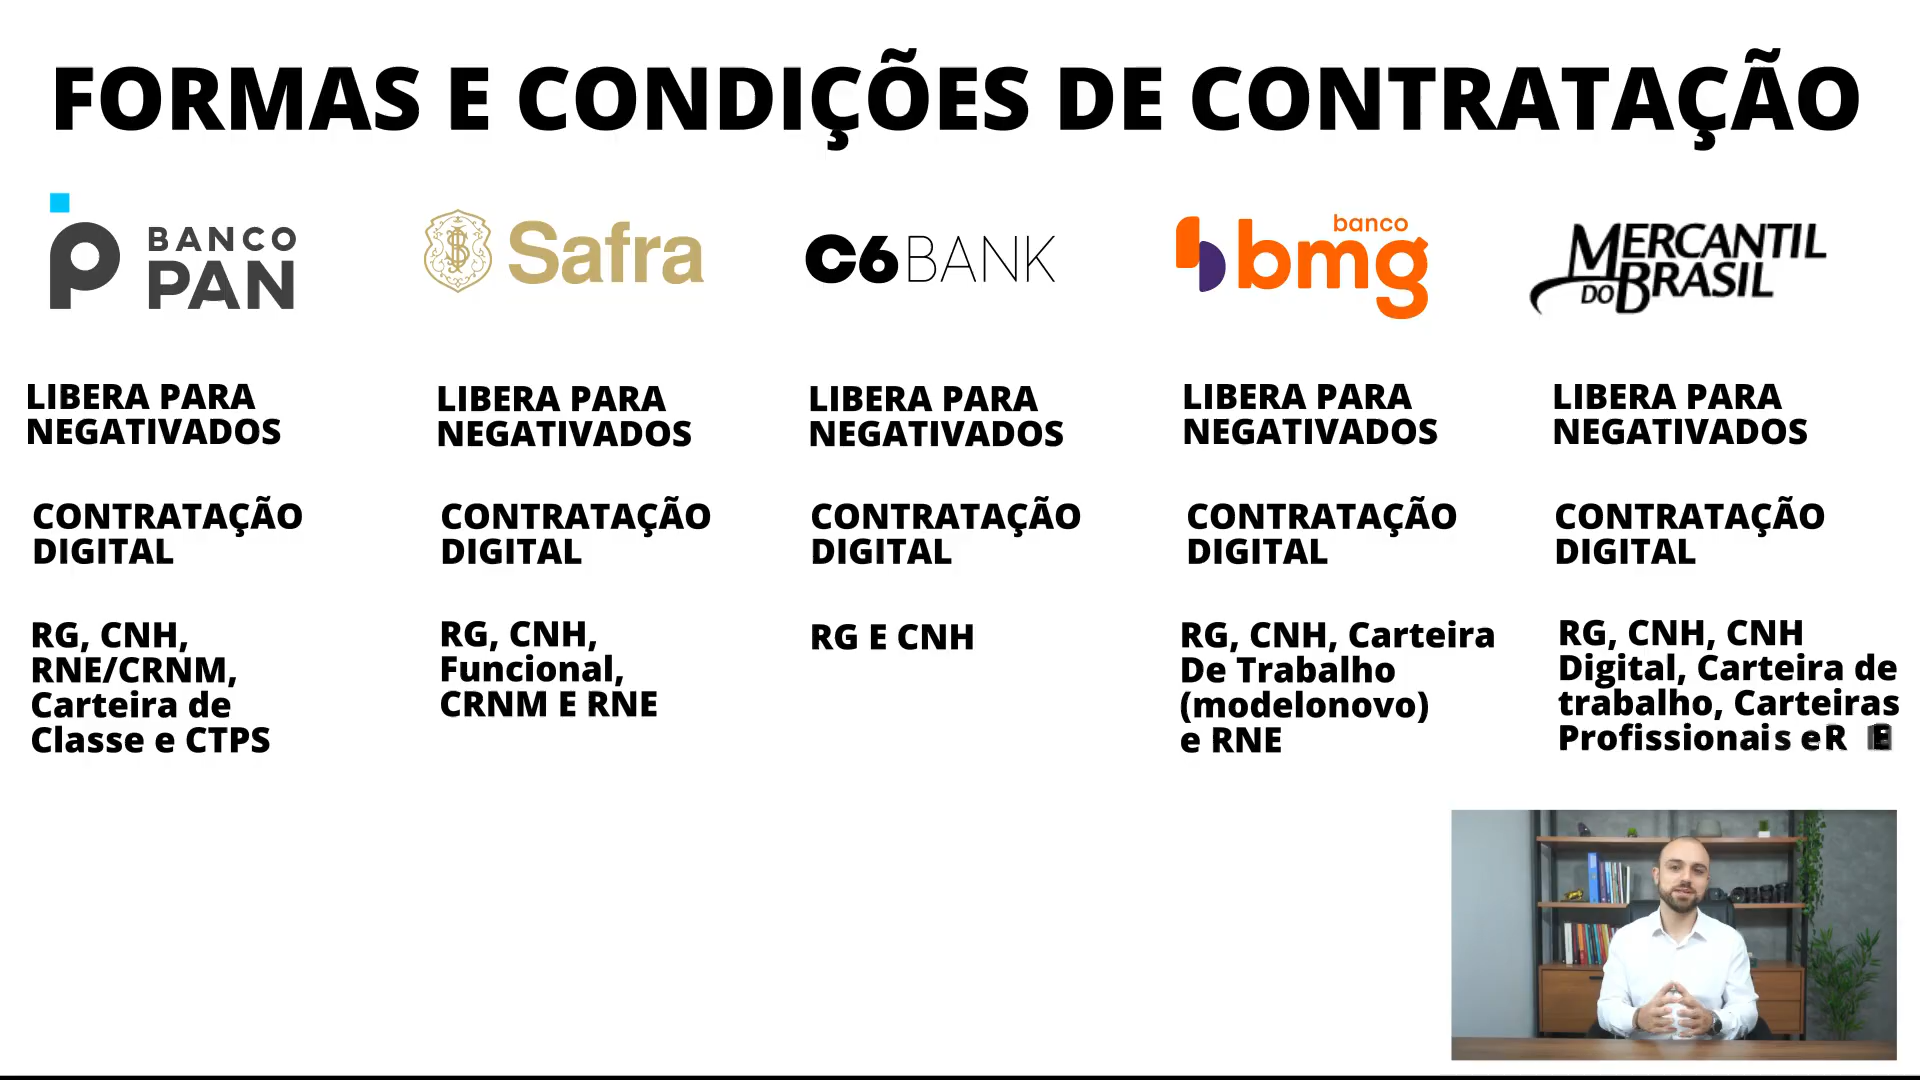 FORMAS E CONDIÇÕES DE CONTRATAÇÃO
BANCO
PAN
Safra
C6 BANK
banco
bmg
MERCANTIL
DO BRASIL
LIBERA PARA
NEGATIVADOS
LIBERA PARA
NEGATIVADOS
LIBERA PARA
NEGATIVADOS
LIBERA PARA
NEGATIVADOS
LIBERA PARA
NEGATIVADOS
CONTRATAÇÃO
DIGITAL
CONTRATAÇÃO
DIGITAL
CONTRATAÇÃO
DIGITAL
CONTRATAÇÃO
DIGITAL
CONTRATAÇÃO
DIGITAL
RG, CNH,
RNE/CRNM,
Carteira de
Classe e CTPS
RG, CNH,
Funcional,
CRNM E RNE
RG E CNH
RG, CNH, Carteira
De Trabalho
(modelonovo)
e RNE
RG, CNH, CNH
Digital, Carteira de
trabalho, Carteiras
Profissionais e